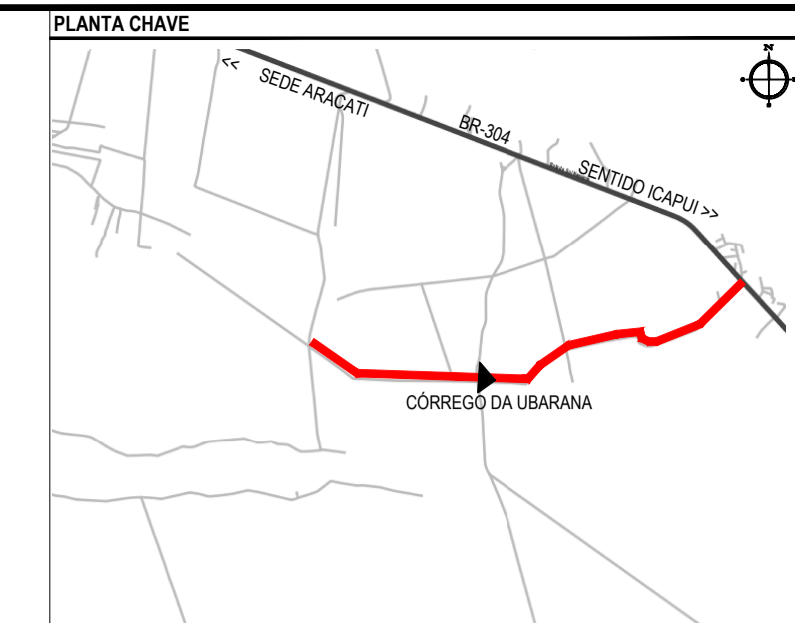 PLANTA CHAVE
N
<< SEDE ARACATI
BR-304
SENTIDO ICAPUI >>
CÓRREGO DA UBARANA